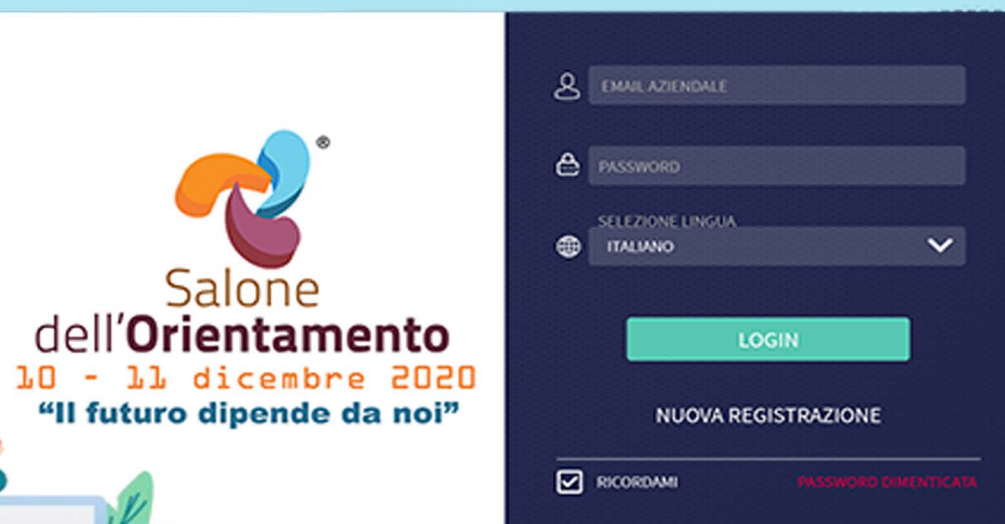 ®
Salone
dell'Orientamento
10 - 11 dicembre 2020
“Il futuro dipende da noi”
EMAIL AZIENDALE
PASSWORD
SELEZIONE LINGUA
ITALIANO
LOGIN
NUOVA REGISTRAZIONE
RICORDAMI
PASSWORD DIMENTICATA